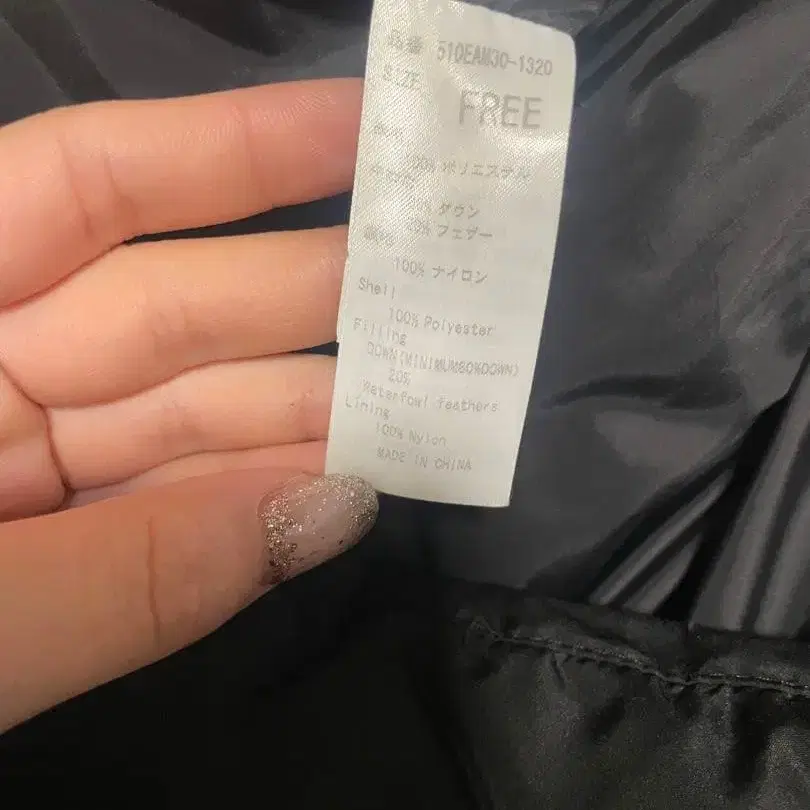 品番 510EAM30-1320
SIZE FREE
100% ポリエステル
ダウン
20% フェザー
100% ナイロン
Shell
100% Polyester
Filling
DOWN(MINIMUM80%DOWN)
20%
Waterfowl feathers
Lining
100% Nylon
MADE IN CHINA